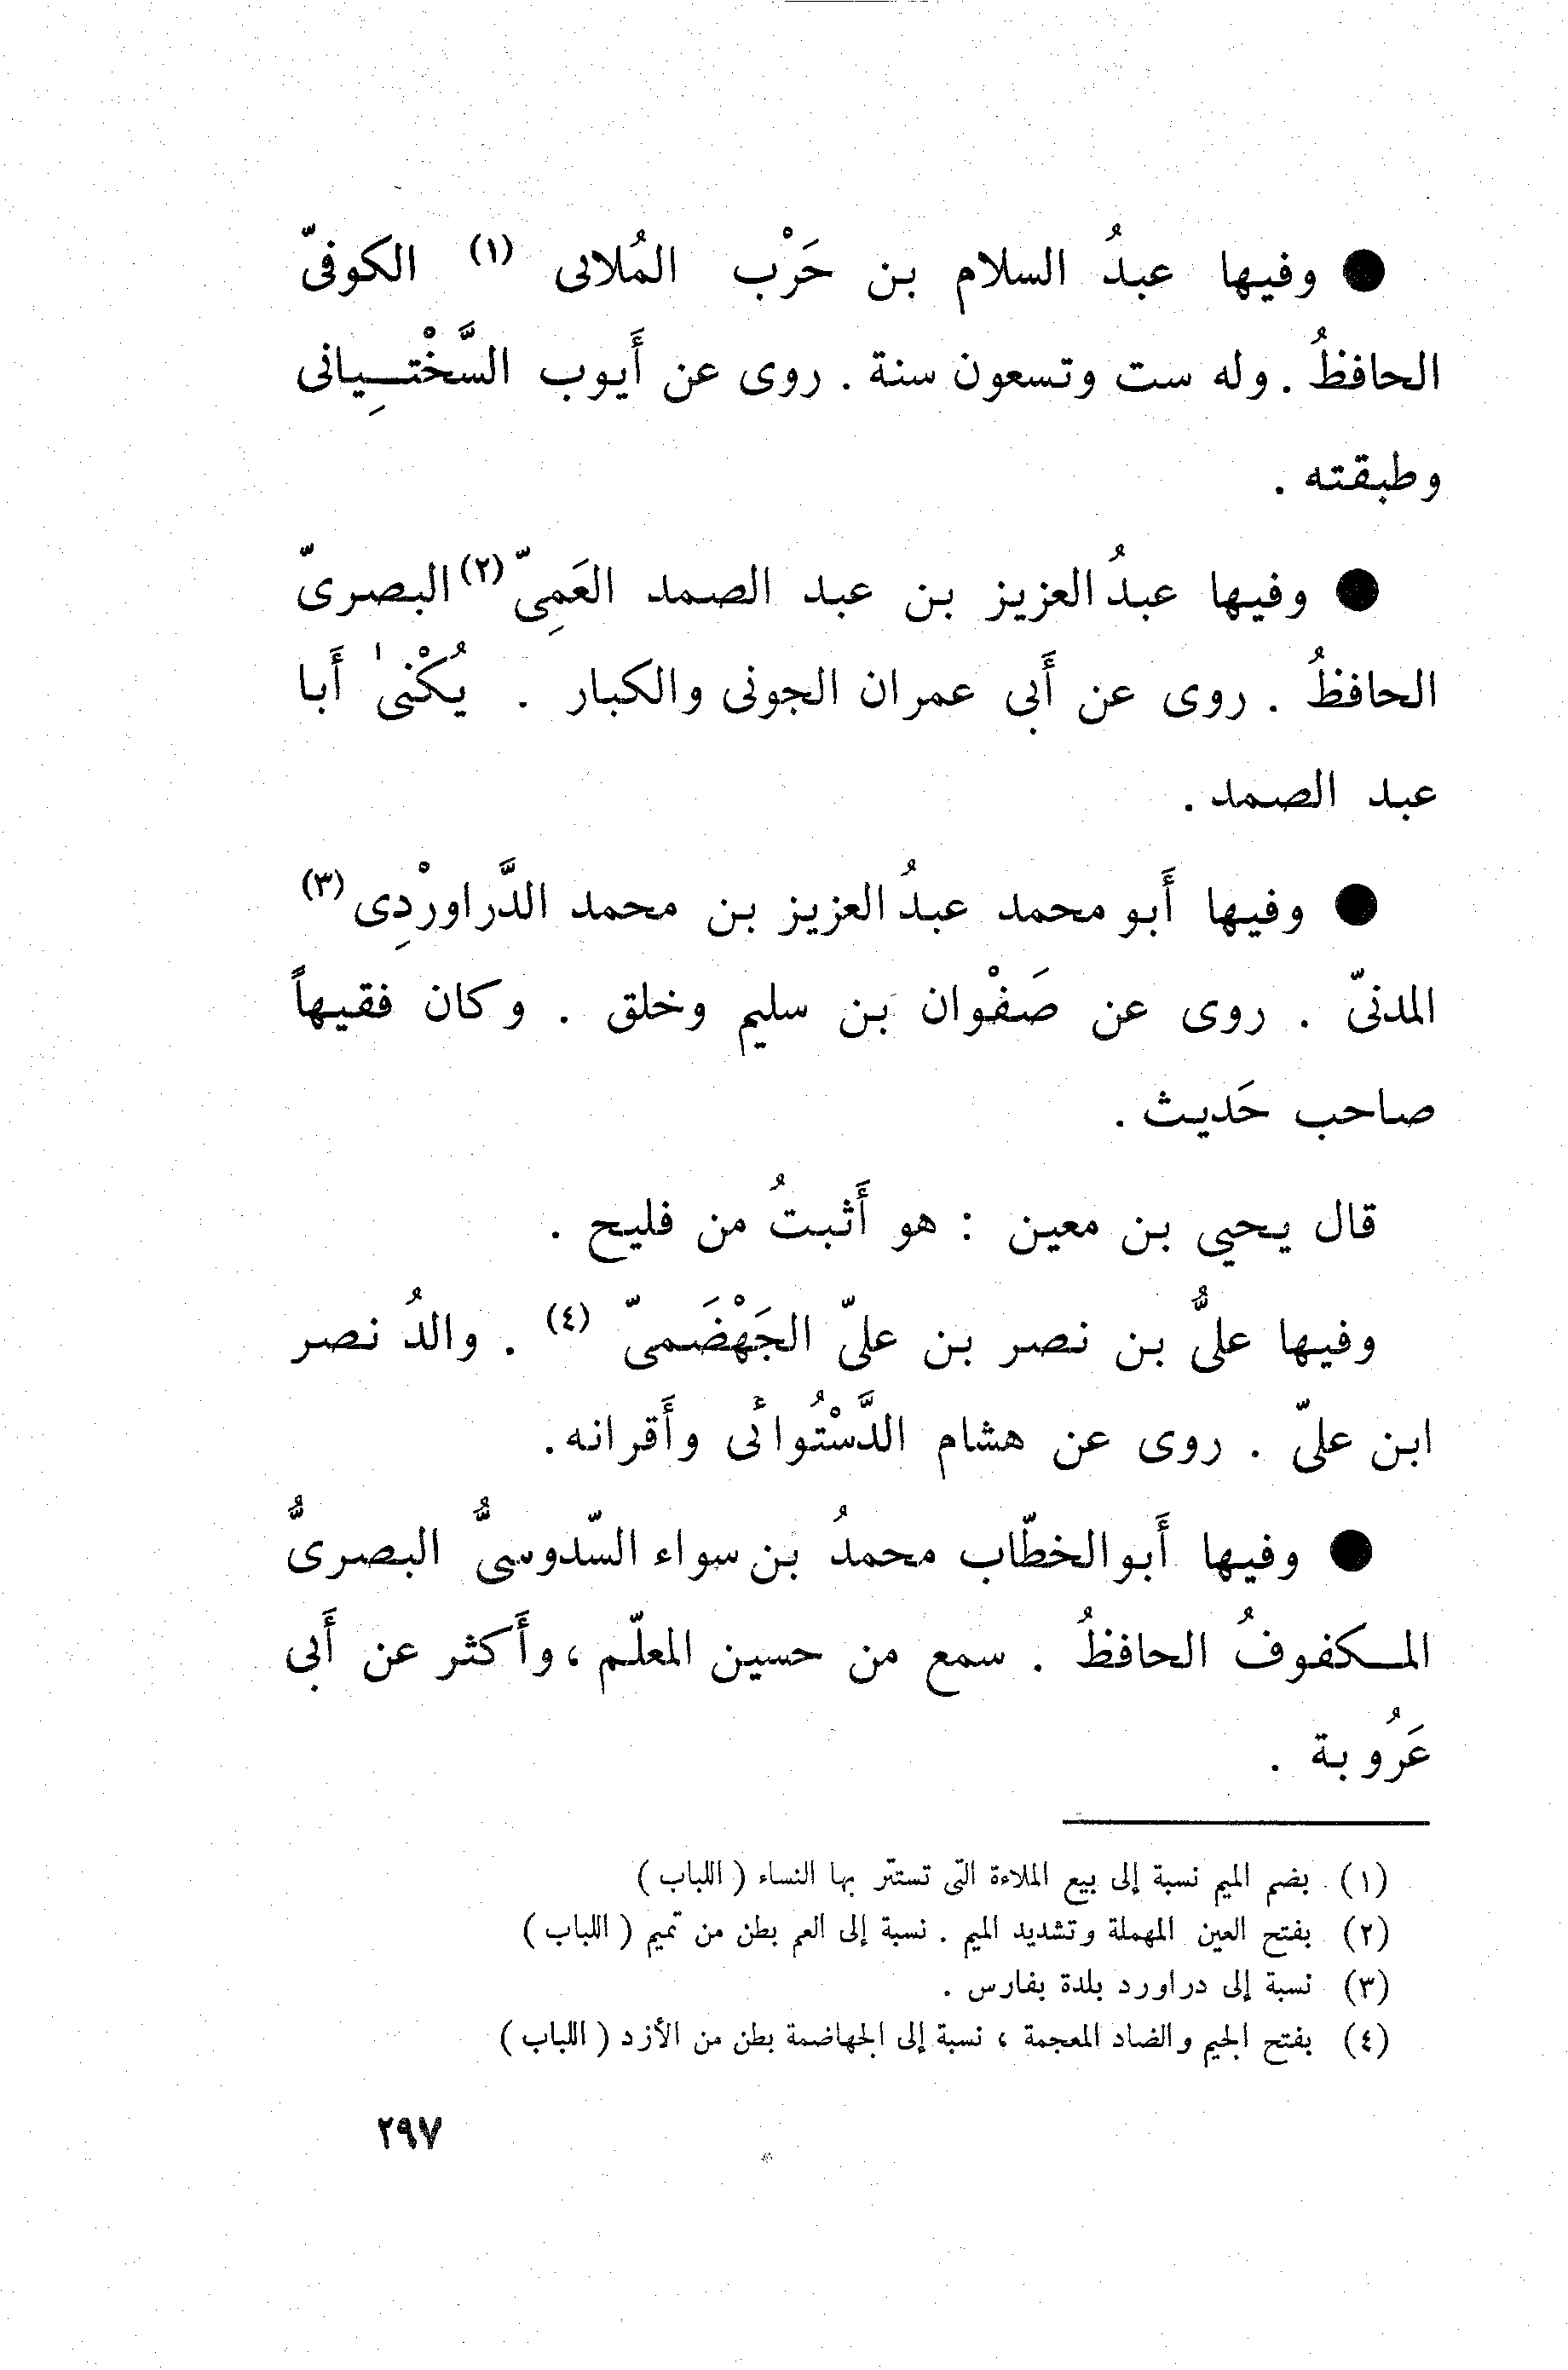 ● وفيها عبدُ السلام بن حَرْب المُلابى (١) الكوفىّ
الحافظُ . وله ست وتسعون سنة . روى عن أَيوب السَّخْتِـيانى
وطبقته .
● وفيها عبدُ العزيز بن عبد الصمد العَمِىّ (٢) البصرىّ
الحافظُ . روى عن أَبى عمران الجونى والكبار . يُكْنىٰ أَبا
عبد الصمد .
● وفيها أَبو محمد عبدُ العزيز بن محمد الدَّراورْدِى (٣)
المدنىّ . روى عن صَفْوان بن سليم وخلق . وكان فقيهاً
صاحب حَديث .
قال يحيى بن معين : هو أَثبتُ من فليح .
وفيها علىُّ بن نصر بن علىّ الجَهْضَمىّ (٤) . والدُ نصر
ابن علىّ . روى عن هشام الدَّسْتُوائى وأَقرانه .
● وفيها أَبو الخطّاب محمدُ بن سواء السّدوسىُّ البصرىُّ
المـكفوفُ الحافظُ . سمع من حسين المعلّم ، وأَكثر عن أَبى
عَرُوبة .
(١) بضم الميم نسبة إلى بيع الملاءة التى تستتر بها النساء ( اللباب )
(٢) بفتح العين المهملة وتشديد الميم . نسبة إلى العم بطن من تميم ( اللباب )
(٣) نسبة إلى دراورد بلدة بفارس .
(٤) بفتح الجيم والضاد المعجمة ، نسبة إلى الجهاضمة بطن من الأزد ( اللباب )
٢٩٧